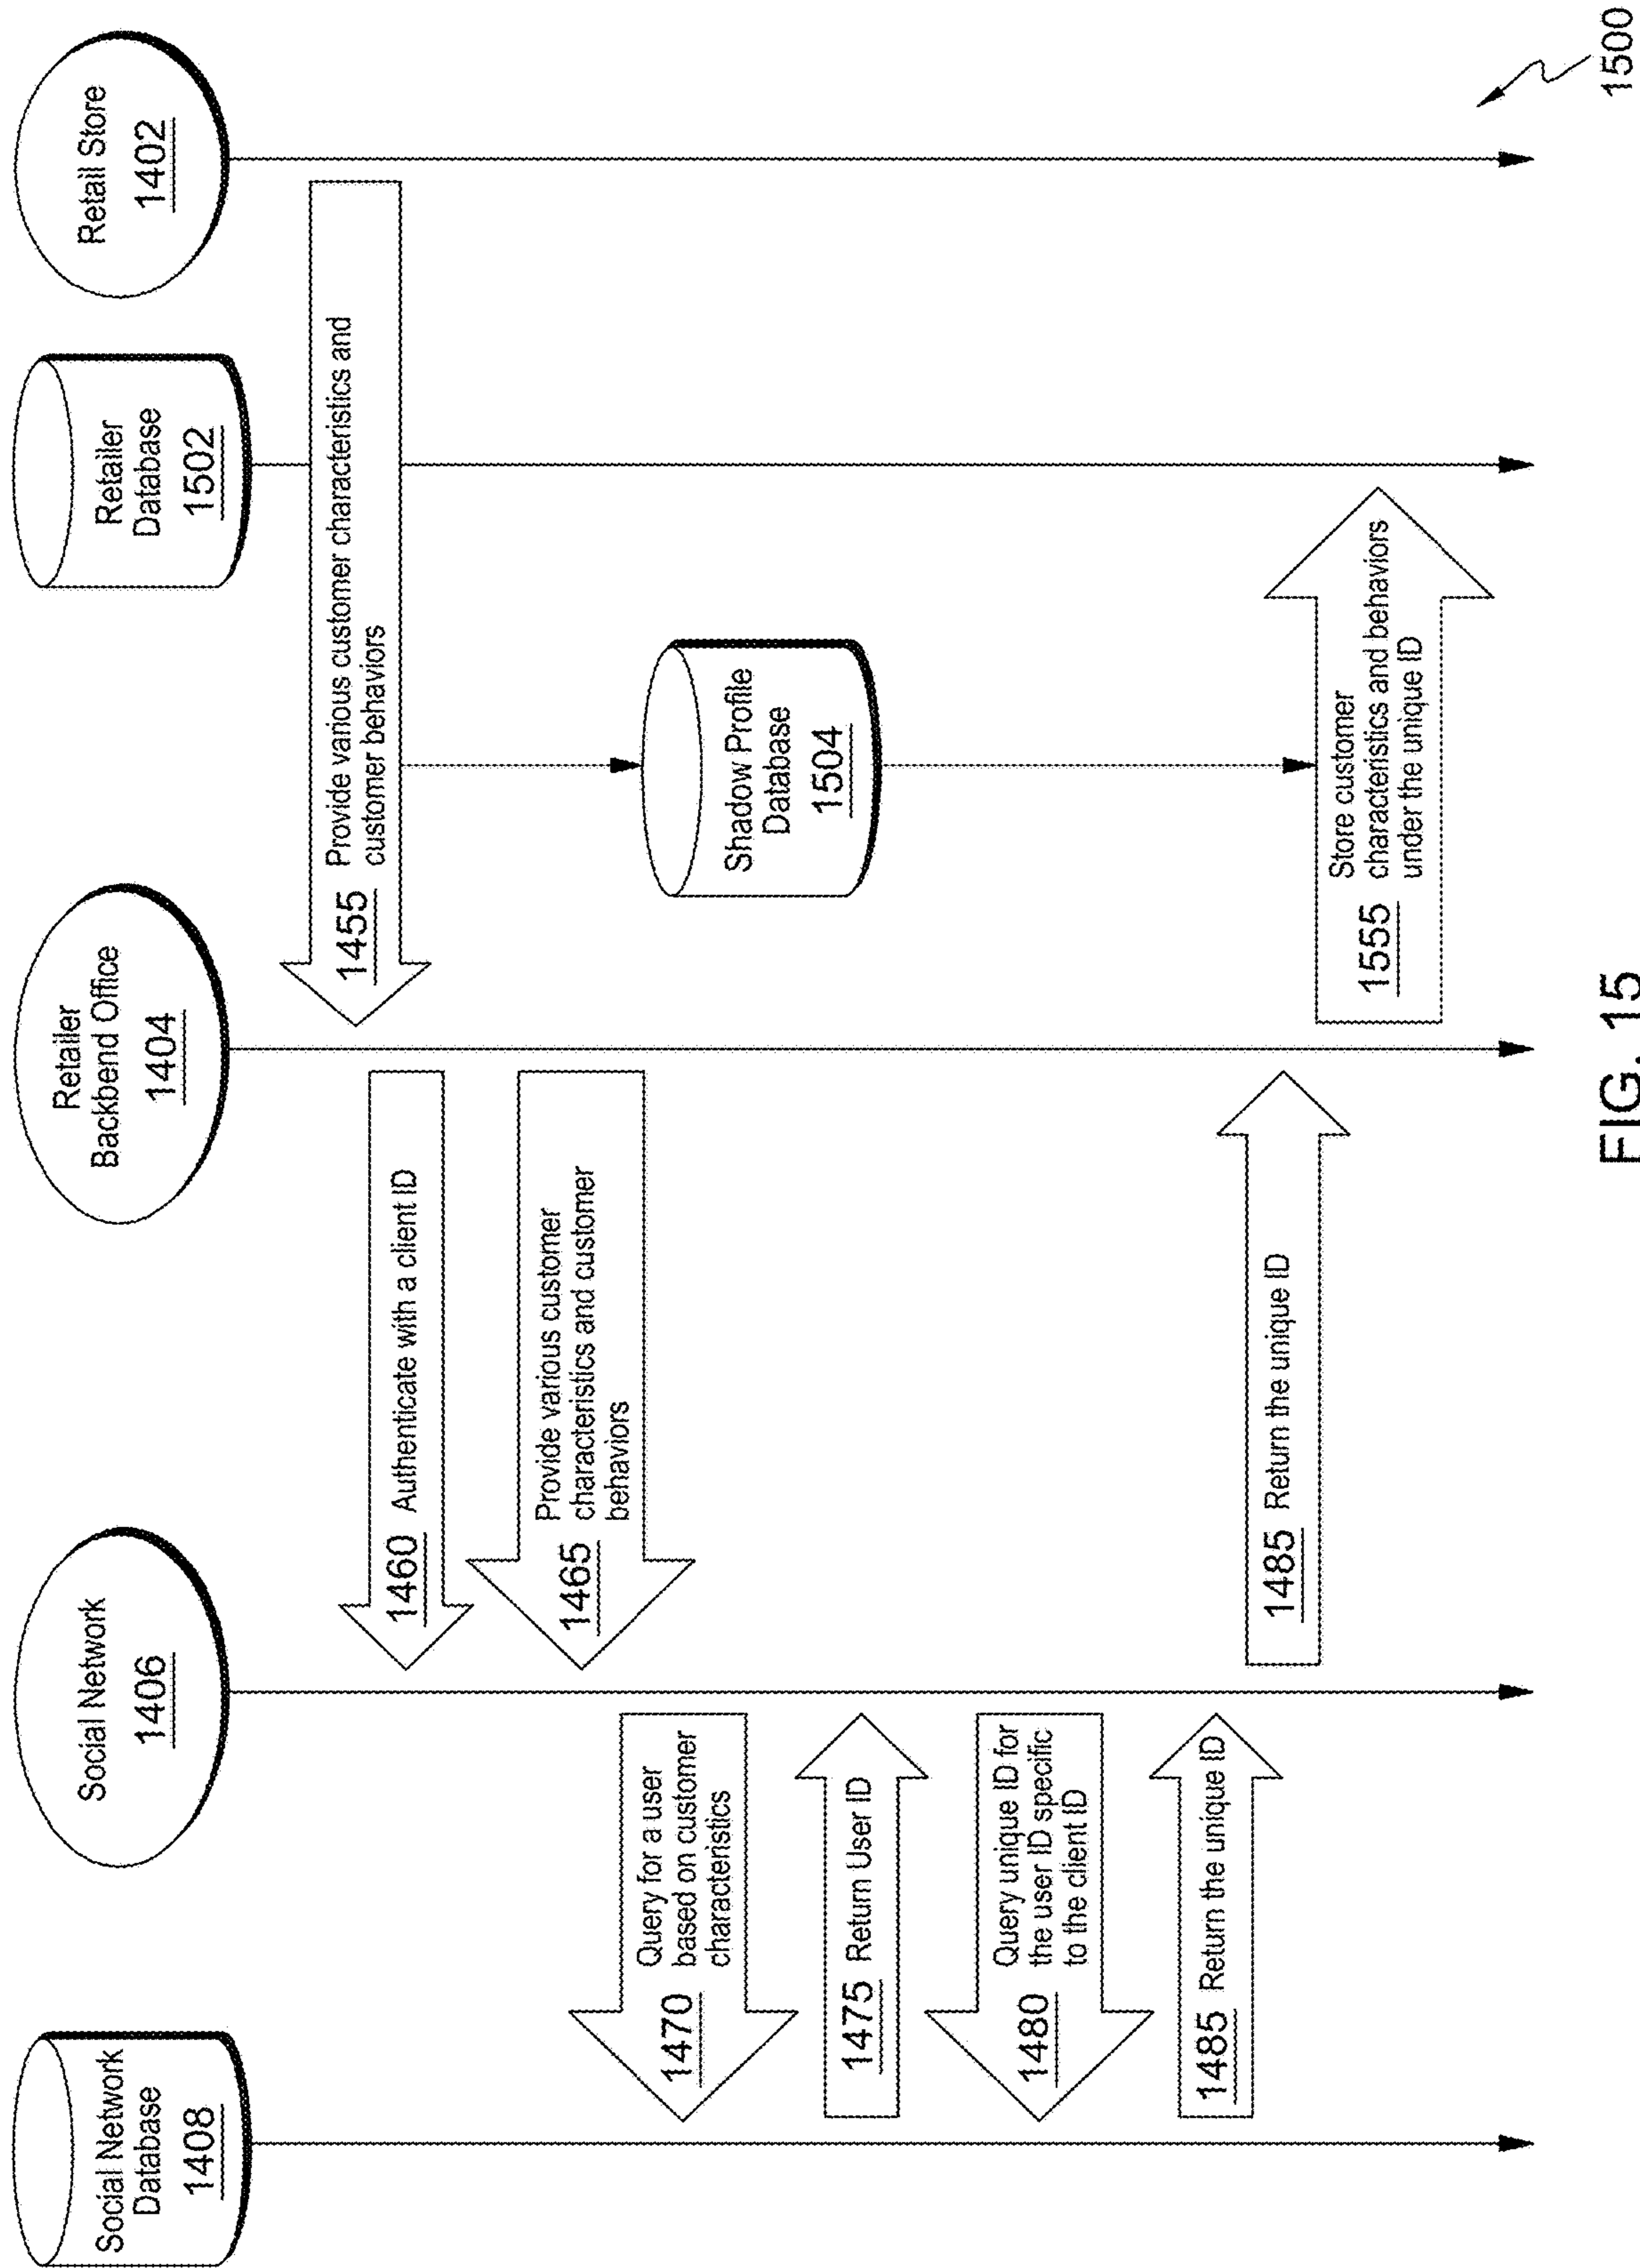 Social Network
Database
1408
Social Network
1406
Retailer
Backbend Office
1404
Retailer
Database
1502
Retail Store
1402
1455 Provide various customer characteristics and
customer behaviors
1460 Authenticate with a client ID
Provide various customer
characteristics and customer
1465 behaviors
Query for a user
based on customer
1470 characteristics
Shadow Profile
Database
1504
1475 Return User ID
Query unique ID for
the user ID specific
1480 to the client ID
1485 Return the unique ID
1485 Return the unique ID
Store customer
characteristics and behaviors
1555 under the unique ID
1500
FIG. 15